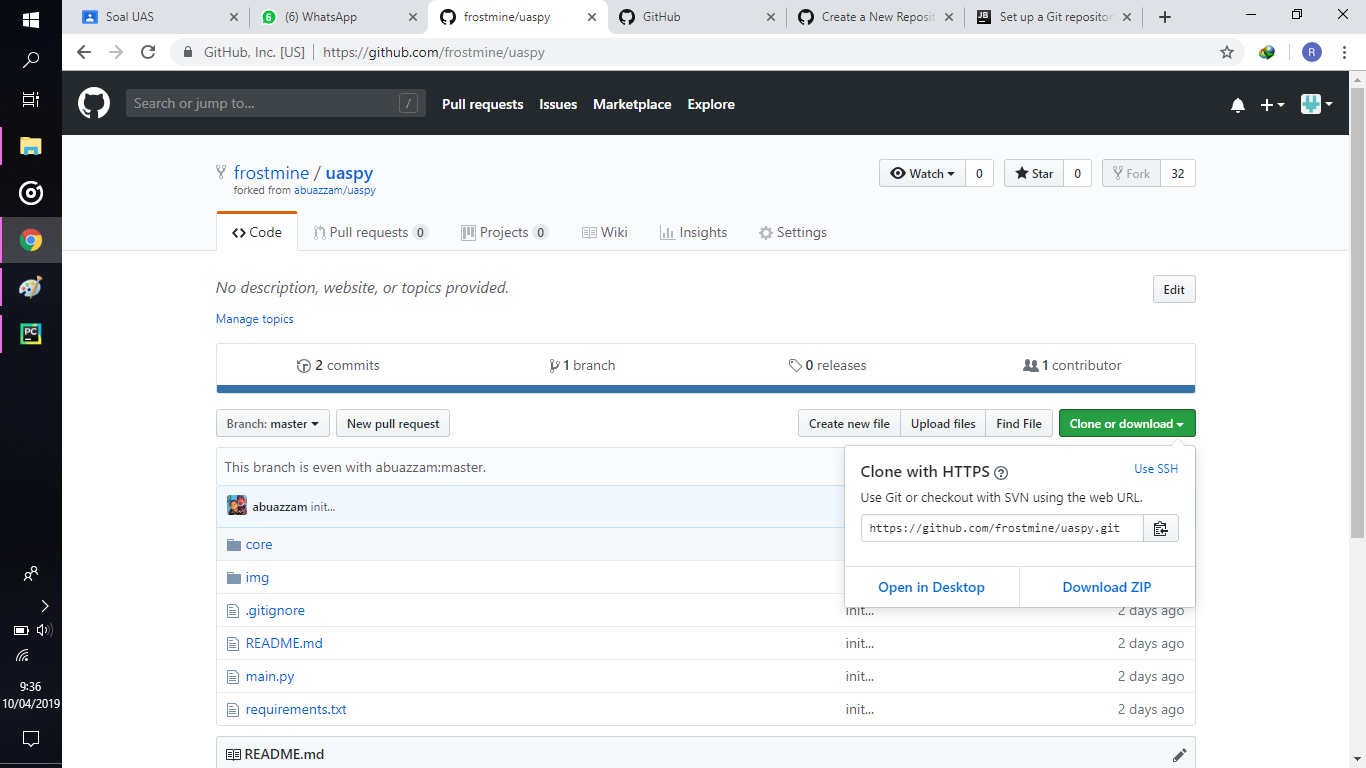 Soal UAS
(6) WhatsApp
frostmine/uaspy
GitHub
Create a New Reposit
Set up a Git repositor
GitHub, Inc. [US] | https://github.com/frostmine/uaspy
R
Search or jump to... /
Pull requests Issues Marketplace Explore
frostmine / uaspy
forked from abuazzam/uaspy
Watch 0 Star 0 Fork 32
Code Pull requests 0 Projects 0 Wiki Insights Settings
No description, website, or topics provided.
Edit
Manage topics
2 commits 1 branch 0 releases 1 contributor
Branch: master New pull request Create new file Upload files Find File Clone or download
This branch is even with abuazzam:master.
Clone with HTTPS Use SSH
Use Git or checkout with SVN using the web URL.
https://github.com/frostmine/uaspy.git
Open in Desktop Download ZIP
abuazzam init...
core
img
.gitignore init... 2 days ago
README.md init... 2 days ago
main.py init... 2 days ago
requirements.txt init... 2 days ago
README.md
PC
9:36
10/04/2019